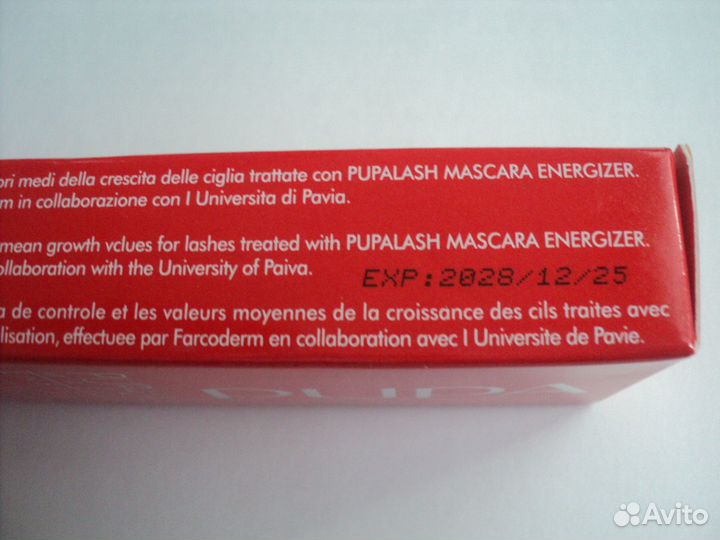 ori medi della crescita delle ciglia trattate con PUPALASH MASCARA ENERGIZER.
m in collaborazione con l Universita di Pavia.
mean growth vclues for lashes treated with PUPALASH MASCARA ENERGIZER.
ollaboration with the University of Paiva.
EXP:2028/12/25
a de controle et les valeurs moyennes de la croissance des cils traites avec
lisation, effectuee par Farcoderm en collaboration avec l Universite de Pavie.
PUPA
Avito